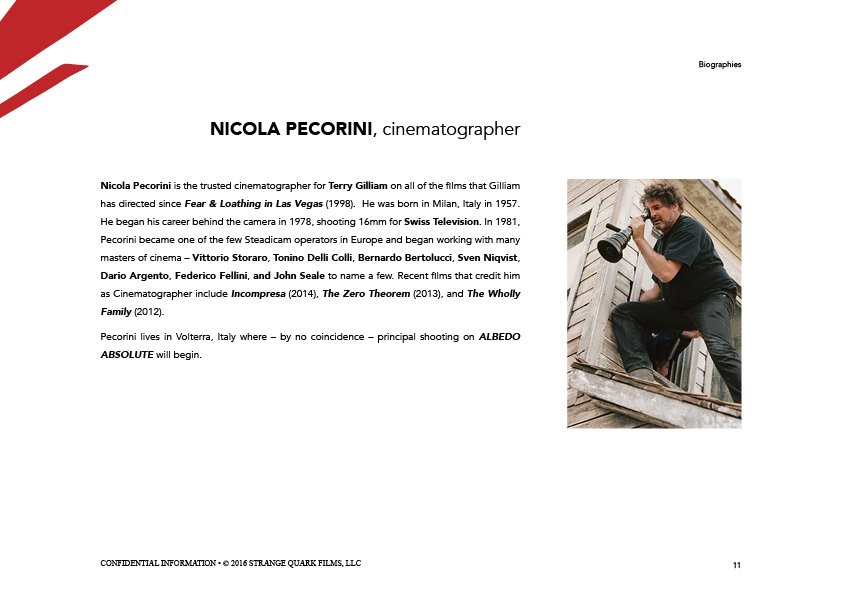 Biographies
NICOLA PECORINI, cinematographer
Nicola Pecorini is the trusted cinematographer for Terry Gilliam on all of the films that Gilliam
has directed since Fear & Loathing in Las Vegas (1998).  He was born in Milan, Italy in 1957.
He began his career behind the camera in 1978, shooting 16mm for Swiss Television. In 1981,
Pecorini became one of the few Steadicam operators in Europe and began working with many
masters of cinema – Vittorio Storaro, Tonino Delli Colli, Bernardo Bertolucci, Sven Niqvist,
Dario Argento, Federico Fellini, and John Seale to name a few. Recent films that credit him
as Cinematographer include Incompresa (2014), The Zero Theorem (2013), and The Wholly
Family (2012).
Pecorini lives in Volterra, Italy where – by no coincidence – principal shooting on ALBEDO
ABSOLUTE will begin.
CONFIDENTIAL INFORMATION • © 2016 STRANGE QUARK FILMS, LLC
11